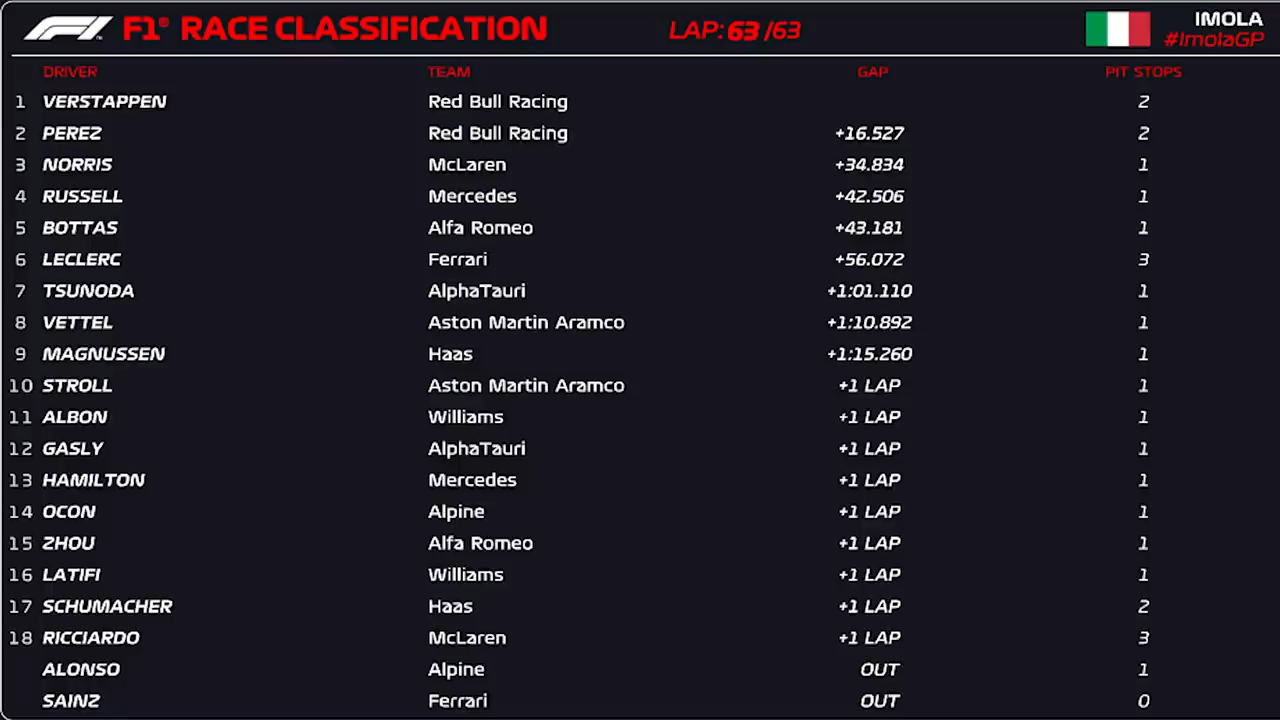 F1 F1® RACE CLASSIFICATION LAP: 63 /63 IMOLA
#ImolaGP
DRIVER TEAM GAP PIT STOPS
1 VERSTAPPEN Red Bull Racing 2
2 PEREZ Red Bull Racing +16.527 2
3 NORRIS McLaren +34.834 1
4 RUSSELL Mercedes +42.506 1
5 BOTTAS Alfa Romeo +43.181 1
6 LECLERC Ferrari +56.072 3
7 TSUNODA AlphaTauri +1:01.110 1
8 VETTEL Aston Martin Aramco +1:10.892 1
9 MAGNUSSEN Haas +1:15.260 1
10 STROLL Aston Martin Aramco +1 LAP 1
11 ALBON Williams +1 LAP 1
12 GASLY AlphaTauri +1 LAP 1
13 HAMILTON Mercedes +1 LAP 1
14 OCON Alpine +1 LAP 1
15 ZHOU Alfa Romeo +1 LAP 1
16 LATIFI Williams +1 LAP 1
17 SCHUMACHER Haas +1 LAP 2
18 RICCIARDO McLaren +1 LAP 3
ALONSO Alpine OUT 1
SAINZ Ferrari OUT 0